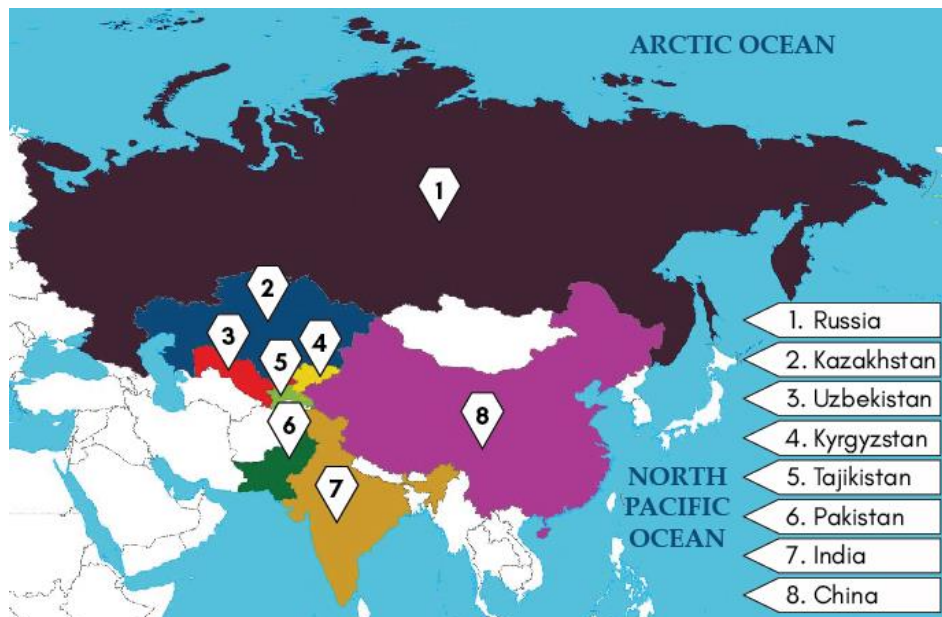 ARCTIC OCEAN
1
2
3
4
5
6
7
8
1. Russia
2. Kazakhstan
3. Uzbekistan
4. Kyrgyzstan
5. Tajikistan
6. Pakistan
7. India
8. China
NORTH
PACIFIC
OCEAN